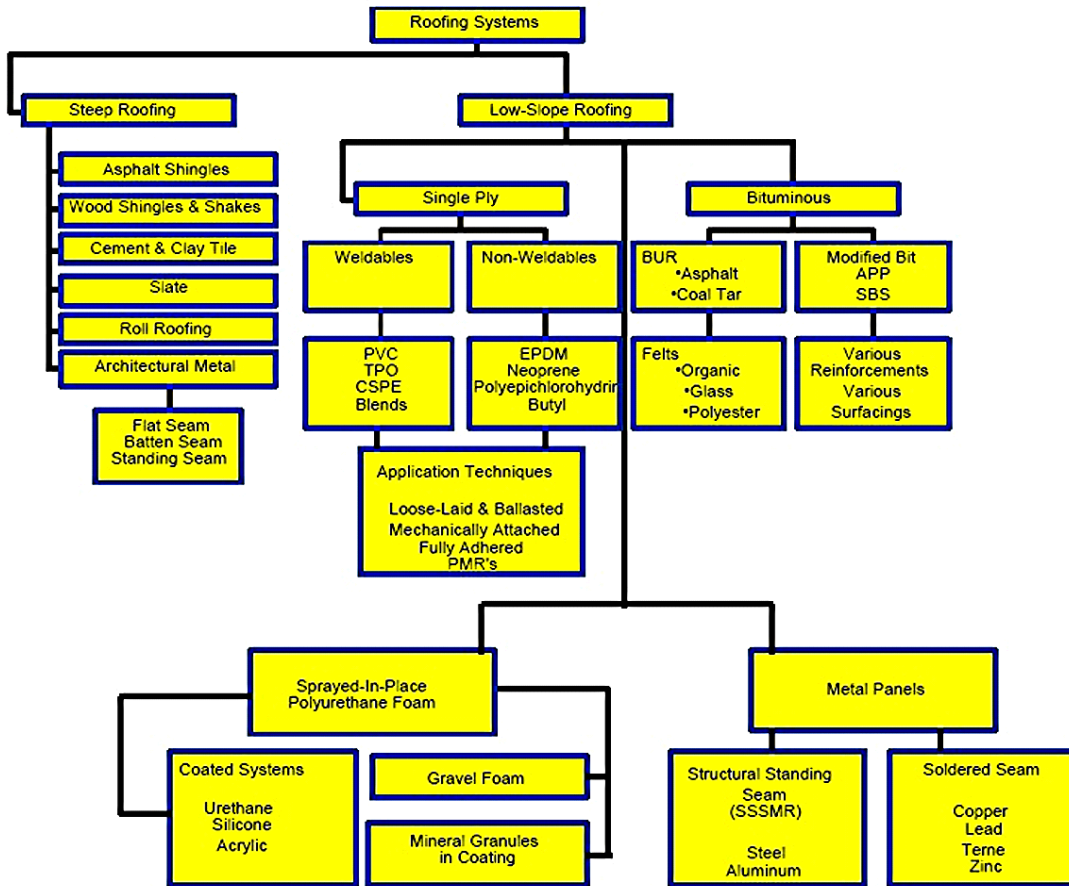 Roofing Systems
Steep Roofing
Low-Slope Roofing
Asphalt Shingles
Wood Shingles & Shakes
Cement & Clay Tile
Slate
Roll Roofing
Architectural Metal
Flat Seam
Batten Seam
Standing Seam
Single Ply
Weldables
Non-Weldables
PVC
TPO
CSPE
Blends
EPDM
Neoprene
Polyepichlorohydrin
Butyl
Application Techniques
Loose-Laid & Ballasted
Mechanically Attached
Fully Adhered
PMR's
Bituminous
BUR
•Asphalt
•Coal Tar
Modified Bit
APP
SBS
Felts
•Organic
•Glass
•Polyester
Various
Reinforcements
Various
Surfacings
Sprayed-In-Place
Polyurethane Foam
Coated Systems
Urethane
Silicone
Acrylic
Gravel Foam
Mineral Granules
in Coating
Metal Panels
Structural Standing
Seam
(SSSMR)
Steel
Aluminum
Soldered Seam
Copper
Lead
Terne
Zinc